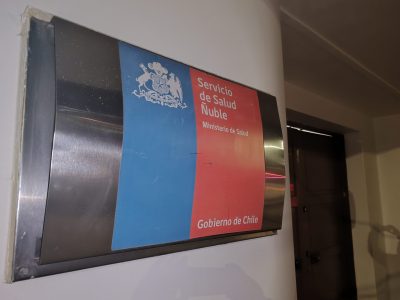 Servicio
de Salud
Ñuble
Ministerio de Salud
Gobierno de Chile